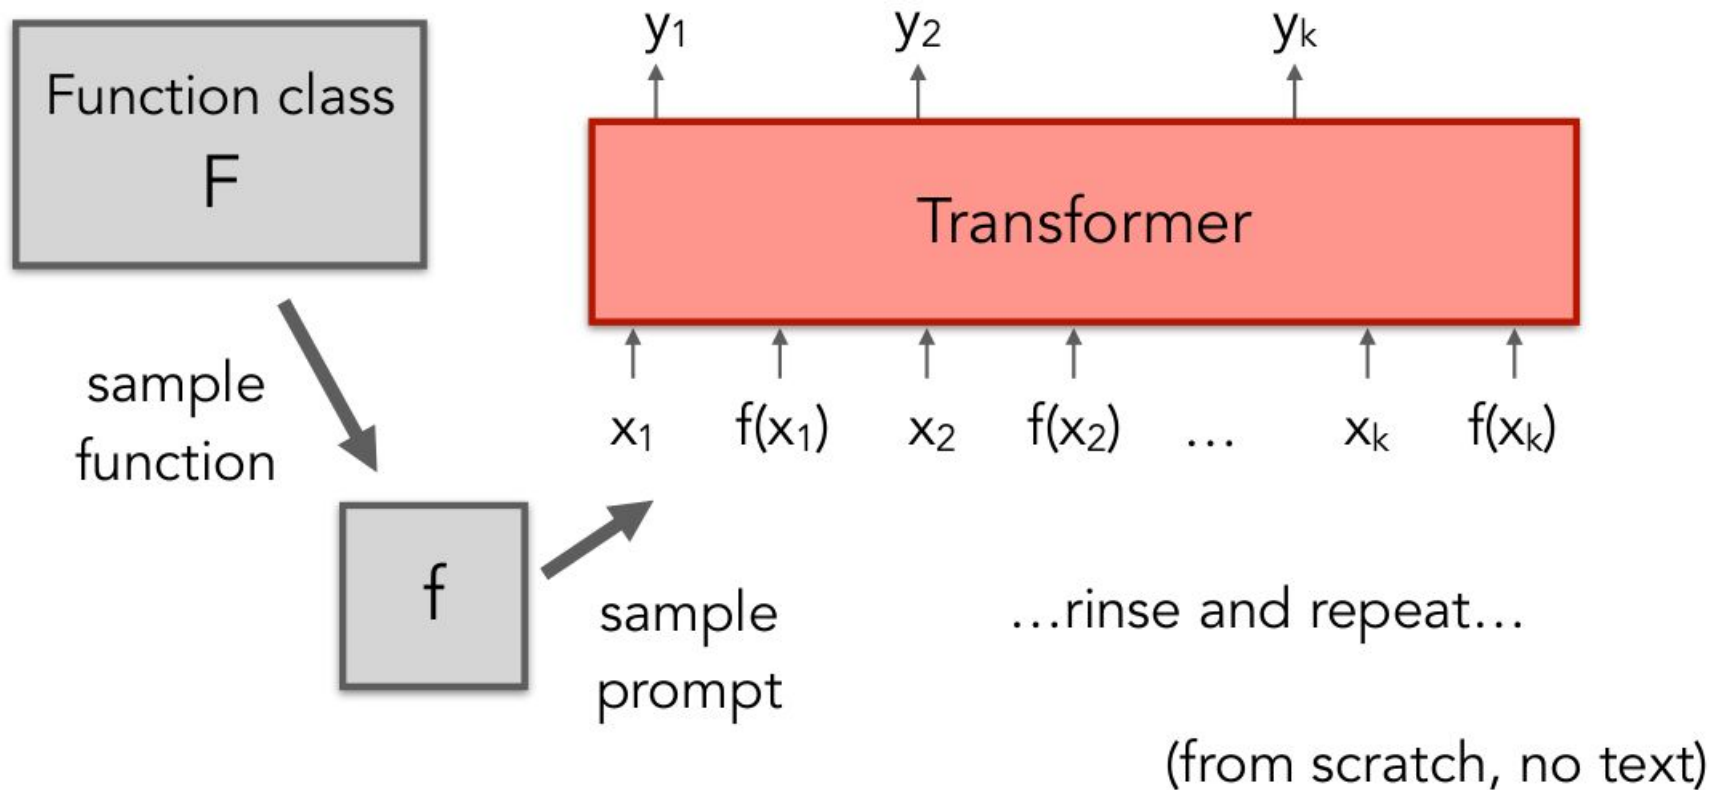 Function class
F
sample
function
f
sample
prompt
y₁ y₂ yₖ
Transformer
x₁ f(x₁) x₂ f(x₂) … xₖ f(xₖ)
…rinse and repeat…
(from scratch, no text)